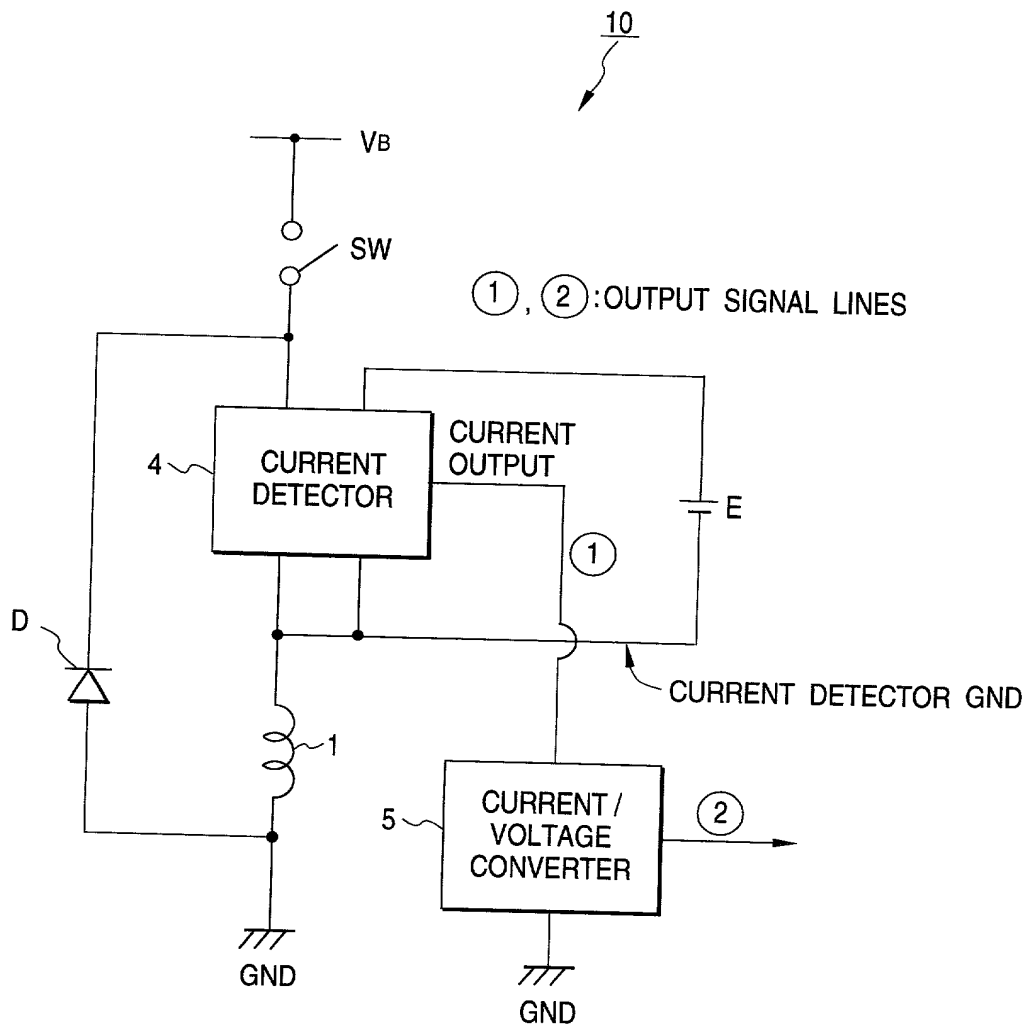 10
VB
SW
1 , 2 : OUTPUT SIGNAL LINES
CURRENT
OUTPUT
4
CURRENT
DETECTOR
E
1
D
CURRENT DETECTOR GND
1
5
CURRENT /
VOLTAGE
CONVERTER
2
GND
GND